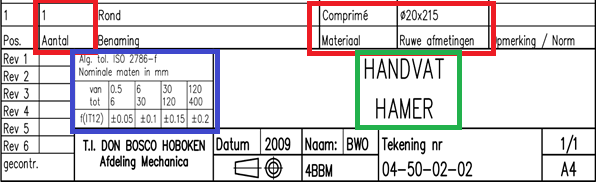 1 1 Rond Comprimé ø20x215
Pos. Aantal Benaming Materiaal Ruwe afmetingen Opmerking / Norm
Rev 1 Alg. tol. ISO 2786-f
Rev 2 Nominale maten in mm
Rev 3 van 0.5 6 30 120
Rev 4 tot 6 30 120 400
Rev 5 f(IT12) ±0.05 ±0.1 ±0.15 ±0.2
Rev 6
gecontr.
HANDVAT
HAMER
T.I. DON BOSCO HOBOKEN
Afdeling Mechanica
Datum 2009 Naam: BWO Tekening nr 1/1
4BBM 04-50-02-02 A4